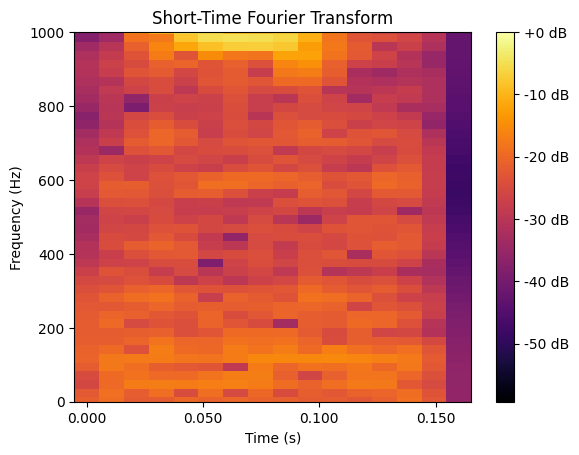 Short-Time Fourier Transform
1000
800
600
400
200
0
Frequency (Hz)
0.000
0.050
0.100
0.150
Time (s)
+0 dB
-10 dB
-20 dB
-30 dB
-40 dB
-50 dB